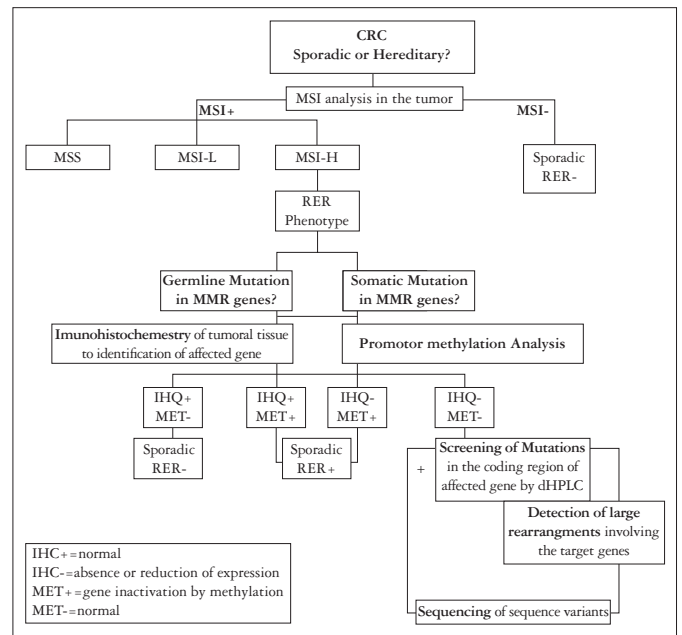 CRC
Sporadic or Hereditary?
MSI analysis in the tumor
MSI+
MSI-
MSS
MSI-L
MSI-H
Sporadic
RER-
RER
Phenotype
Germline Mutation
in MMR genes?
Somatic Mutation
in MMR genes?
Imunohistochemestry of tumoral tissue
to identification of affected gene
Promotor methylation Analysis
IHQ+
MET-
IHQ+
MET+
IHQ-
MET+
IHQ-
MET-
Sporadic
RER-
Sporadic
RER+
+
Screening of Mutations
in the coding region of
affected gene by dHPLC
Detection of large
rearrangments involving
the target genes
IHC+=normal
IHC-=absence or reduction of expression
MET+=gene inactivation by methylation
MET-=normal
Sequencing of sequence variants